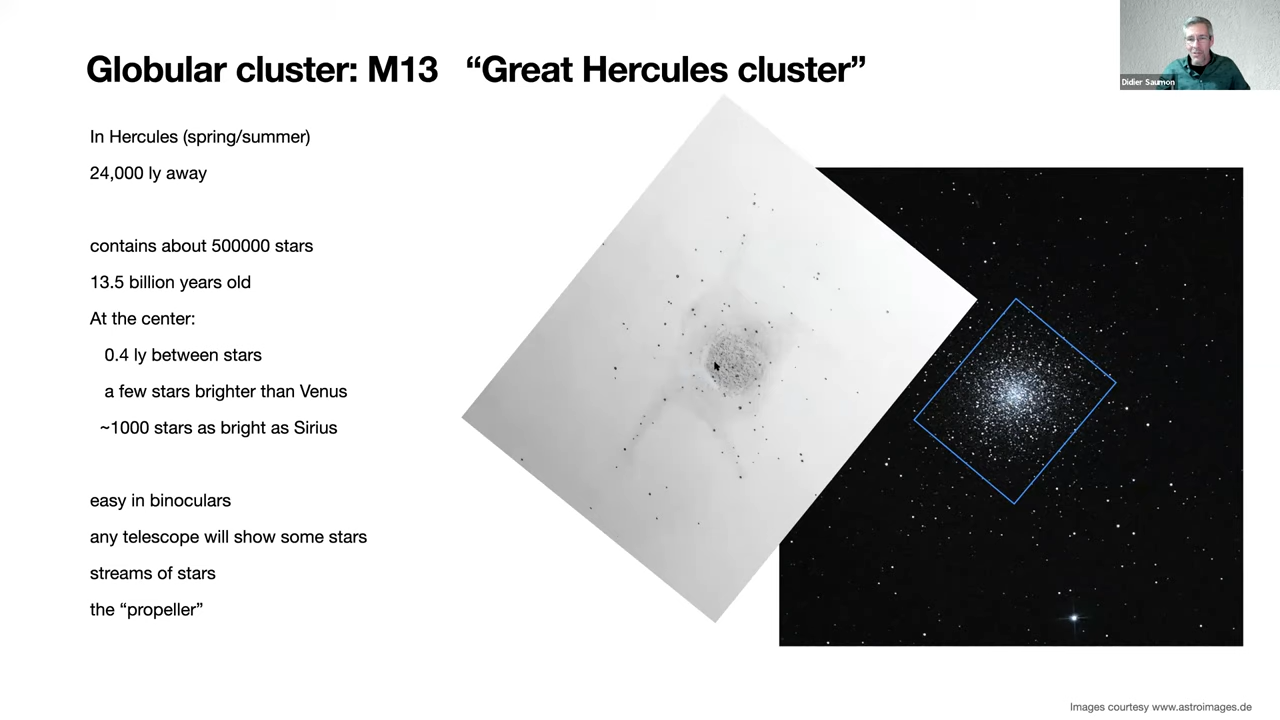 Globular cluster: M13 “Great Hercules cluster”
Didier Saumon
In Hercules (spring/summer)
24,000 ly away
contains about 500000 stars
13.5 billion years old
At the center:
0.4 ly between stars
a few stars brighter than Venus
~1000 stars as bright as Sirius
easy in binoculars
any telescope will show some stars
streams of stars
the “propeller”
Images courtesy www.astroimages.de